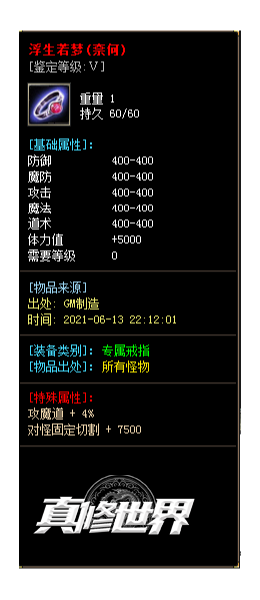 浮生若梦(奈何)
[鉴定等级:V]
重量 1
持久 60/60
[基础属性]:
防御 400-400
魔防 400-400
攻击 400-400
魔法 400-400
道术 400-400
体力值 +5000
需要等级 0
[物品来源]
出处: GM制造
时间: 2021-06-13 22:12:01
[装备类别]: 专属戒指
[物品出处]: 所有怪物
[特殊属性]:
攻魔道 + 4%
对怪固定切割 + 7500
真修世界